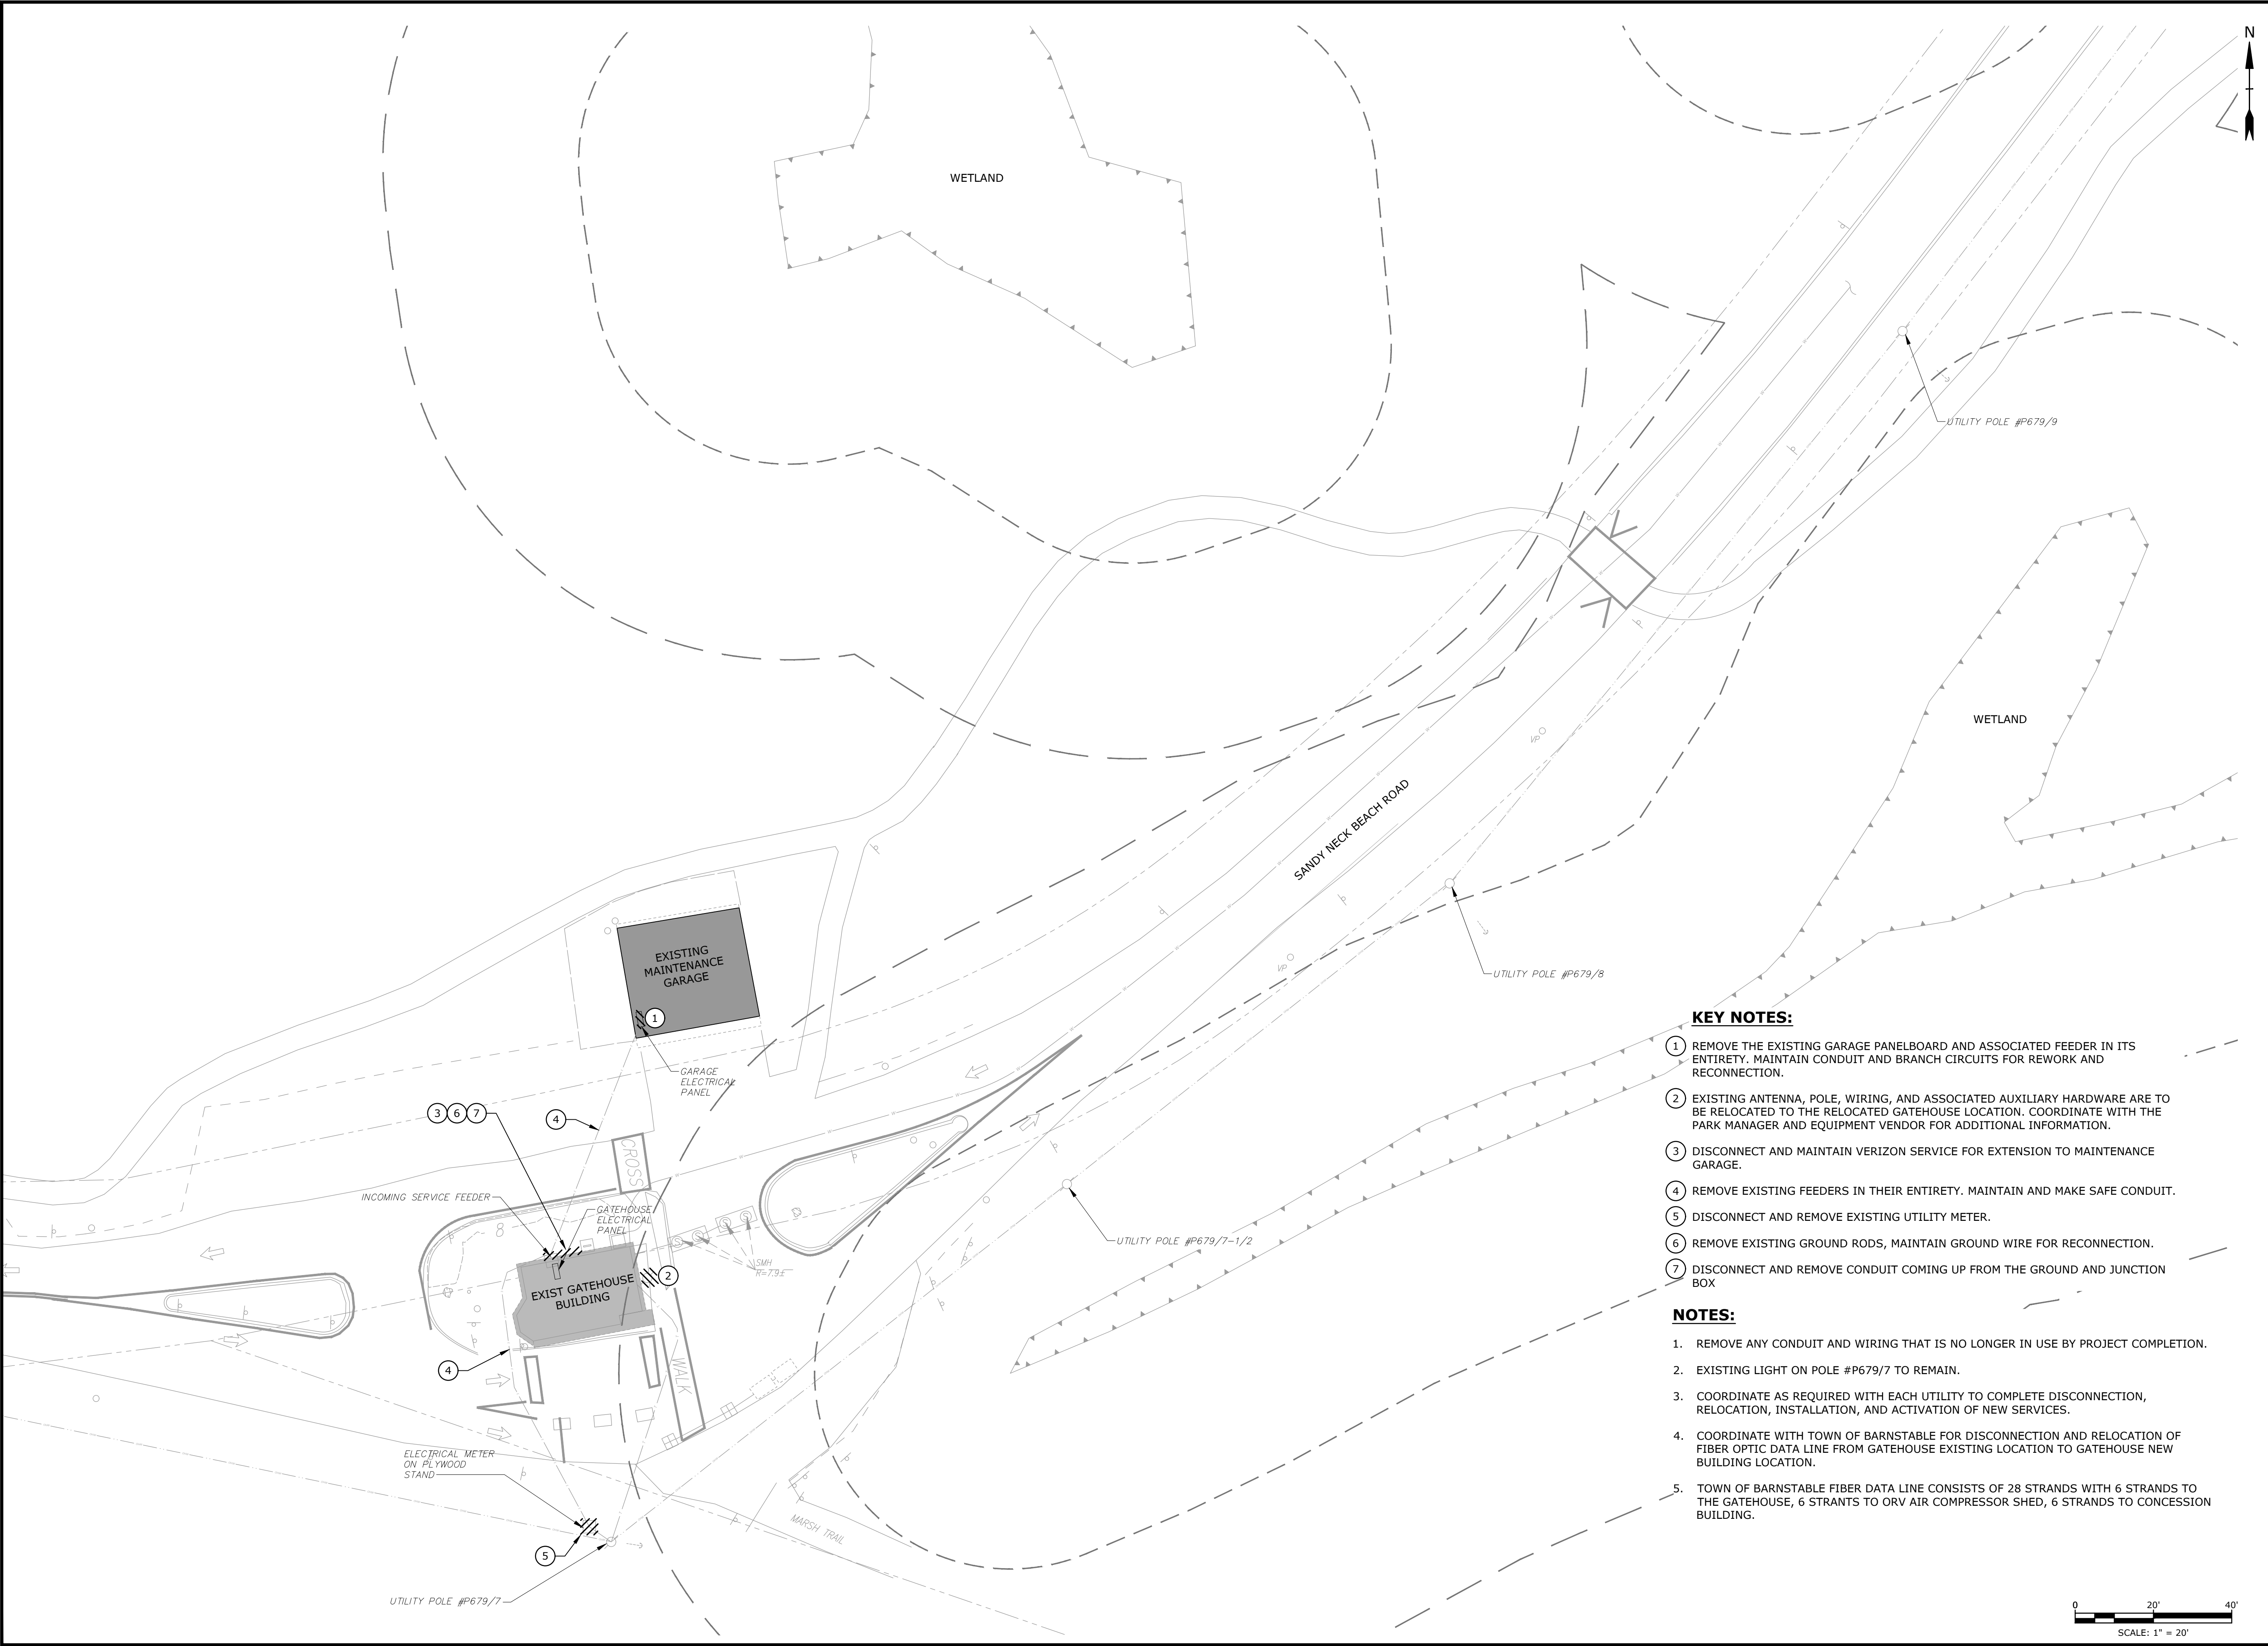 N
WETLAND
UTILITY POLE #P679/9
WETLAND
VP
SANDY NECK BEACH ROAD
VP
UTILITY POLE #P679/8
EXISTING
MAINTENANCE
GARAGE
1
GARAGE
ELECTRICAL
PANEL
3 6 7
4
CROSS
INCOMING SERVICE FEEDER
GATEHOUSE
ELECTRICAL
PANEL
8
S
S
S
S
SMH
R=7.9±
UTILITY POLE #P679/7-1/2
EXIST GATEHOUSE
BUILDING
2
4
WALK
ELECTRICAL METER
ON PLYWOOD
STAND
MARSH TRAIL
5
UTILITY POLE #P679/7
KEY NOTES:
1 REMOVE THE EXISTING GARAGE PANELBOARD AND ASSOCIATED FEEDER IN ITS
ENTIRETY. MAINTAIN CONDUIT AND BRANCH CIRCUITS FOR REWORK AND
RECONNECTION.
2 EXISTING ANTENNA, POLE, WIRING, AND ASSOCIATED AUXILIARY HARDWARE ARE TO
BE RELOCATED TO THE RELOCATED GATEHOUSE LOCATION. COORDINATE WITH THE
PARK MANAGER AND EQUIPMENT VENDOR FOR ADDITIONAL INFORMATION.
3 DISCONNECT AND MAINTAIN VERIZON SERVICE FOR EXTENSION TO MAINTENANCE
GARAGE.
4 REMOVE EXISTING FEEDERS IN THEIR ENTIRETY. MAINTAIN AND MAKE SAFE CONDUIT.
5 DISCONNECT AND REMOVE EXISTING UTILITY METER.
6 REMOVE EXISTING GROUND RODS, MAINTAIN GROUND WIRE FOR RECONNECTION.
7 DISCONNECT AND REMOVE CONDUIT COMING UP FROM THE GROUND AND JUNCTION
BOX
NOTES:
1. REMOVE ANY CONDUIT AND WIRING THAT IS NO LONGER IN USE BY PROJECT COMPLETION.
2. EXISTING LIGHT ON POLE #P679/7 TO REMAIN.
3. COORDINATE AS REQUIRED WITH EACH UTILITY TO COMPLETE DISCONNECTION,
RELOCATION, INSTALLATION, AND ACTIVATION OF NEW SERVICES.
4. COORDINATE WITH TOWN OF BARNSTABLE FOR DISCONNECTION AND RELOCATION OF
FIBER OPTIC DATA LINE FROM GATEHOUSE EXISTING LOCATION TO GATEHOUSE NEW
BUILDING LOCATION.
5. TOWN OF BARNSTABLE FIBER DATA LINE CONSISTS OF 28 STRANDS WITH 6 STRANDS TO
THE GATEHOUSE, 6 STRANTS TO ORV AIR COMPRESSOR SHED, 6 STRANDS TO CONCESSION
BUILDING.
0 20' 40'
SCALE: 1" = 20'